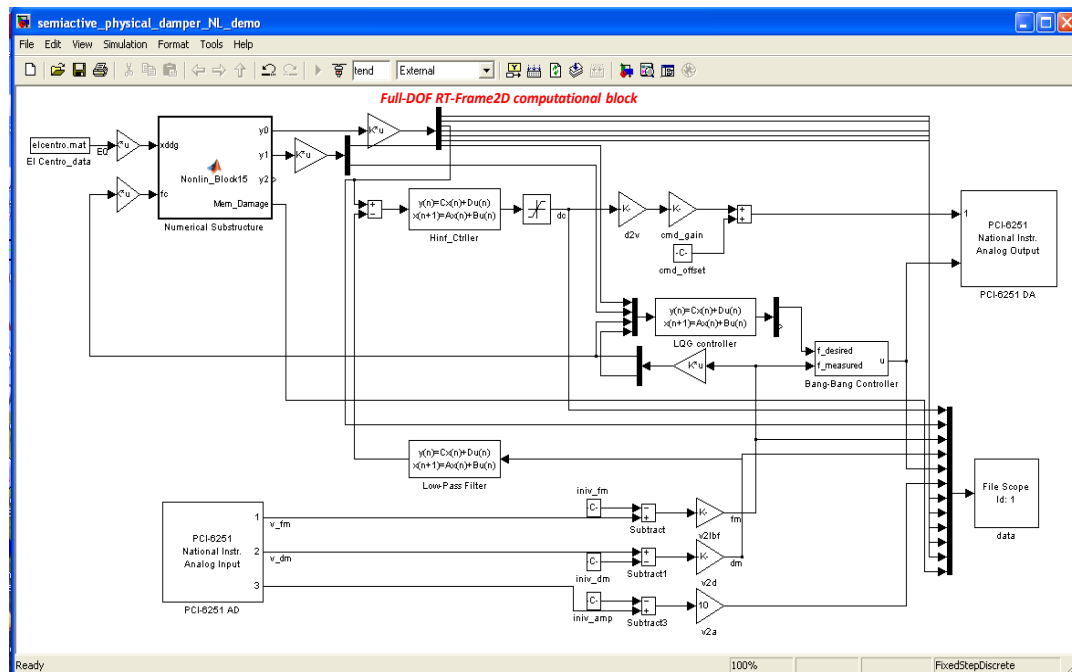 semiactive_physical_damper_NL_demo
File Edit View Simulation Format Tools Help
tend External
Full-DOF RT-Frame2D computational block
elcentro.mat
El Centro_data
EQ
K*u
xddg
fc
Nonlin_Block15
y0
y1
y2
Mem_Damage
Numerical Substructure
K*u
K*u
K*u
+
−
y(n)=Cx(n)+Du(n)
x(n+1)=Ax(n)+Bu(n)
Hinf_Ctrller
dc
K-
d2v
K-
cmd_gain
+
+
-C-
cmd_offset
1
PCI-6251
National Instr.
Analog Output
PCI-6251 DA
y(n)=Cx(n)+Du(n)
x(n+1)=Ax(n)+Bu(n)
LQG controller
K*u
f_desired
f_measured
u
Bang-Bang Controller
y(n)=Cx(n)+Du(n)
x(n+1)=Ax(n)+Bu(n)
Low-Pass Filter
File Scope
Id: 1
data
PCI-6251
National Instr.
Analog Input
1
2
3
PCI-6251 AD
v_fm
v_dm
iniv_fm
-C-
−
+
Subtract
K-
v2lbf
fm
iniv_dm
-C-
+
−
Subtract1
K-
v2d
dm
iniv_amp
-C-
−
+
Subtract3
10
v2a
Ready 100% FixedStepDiscrete